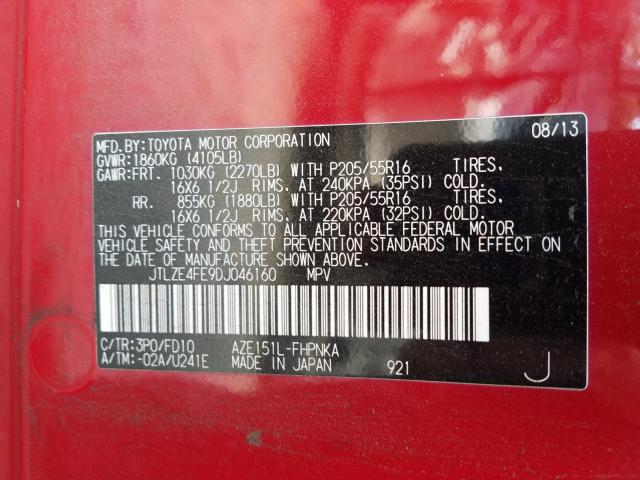 MFD.BY:TOYOTA MOTOR CORPORATION 08/13
GVWR:1860KG (4105LB)
GAWR:FRT. 1030KG (2270LB) WITH P205/55R16 TIRES.
16X6 1/2J RIMS. AT 240KPA (35PSI) COLD.
RR. 855KG (1880LB) WITH P205/55R16 TIRES.
16X6 1/2J RIMS. AT 220KPA (32PSI) COLD.
THIS VEHICLE CONFORMS TO ALL APPLICABLE FEDERAL MOTOR
VEHICLE SAFETY AND THEFT PREVENTION STANDARDS IN EFFECT ON
THE DATE OF MANUFACTURE SHOWN ABOVE.
JTLZE4FE9DJ046160 MPV
C/TR:3P0/FD10 AZE151L-FHPNKA
A/TM:-02A/U241E MADE IN JAPAN 921 J